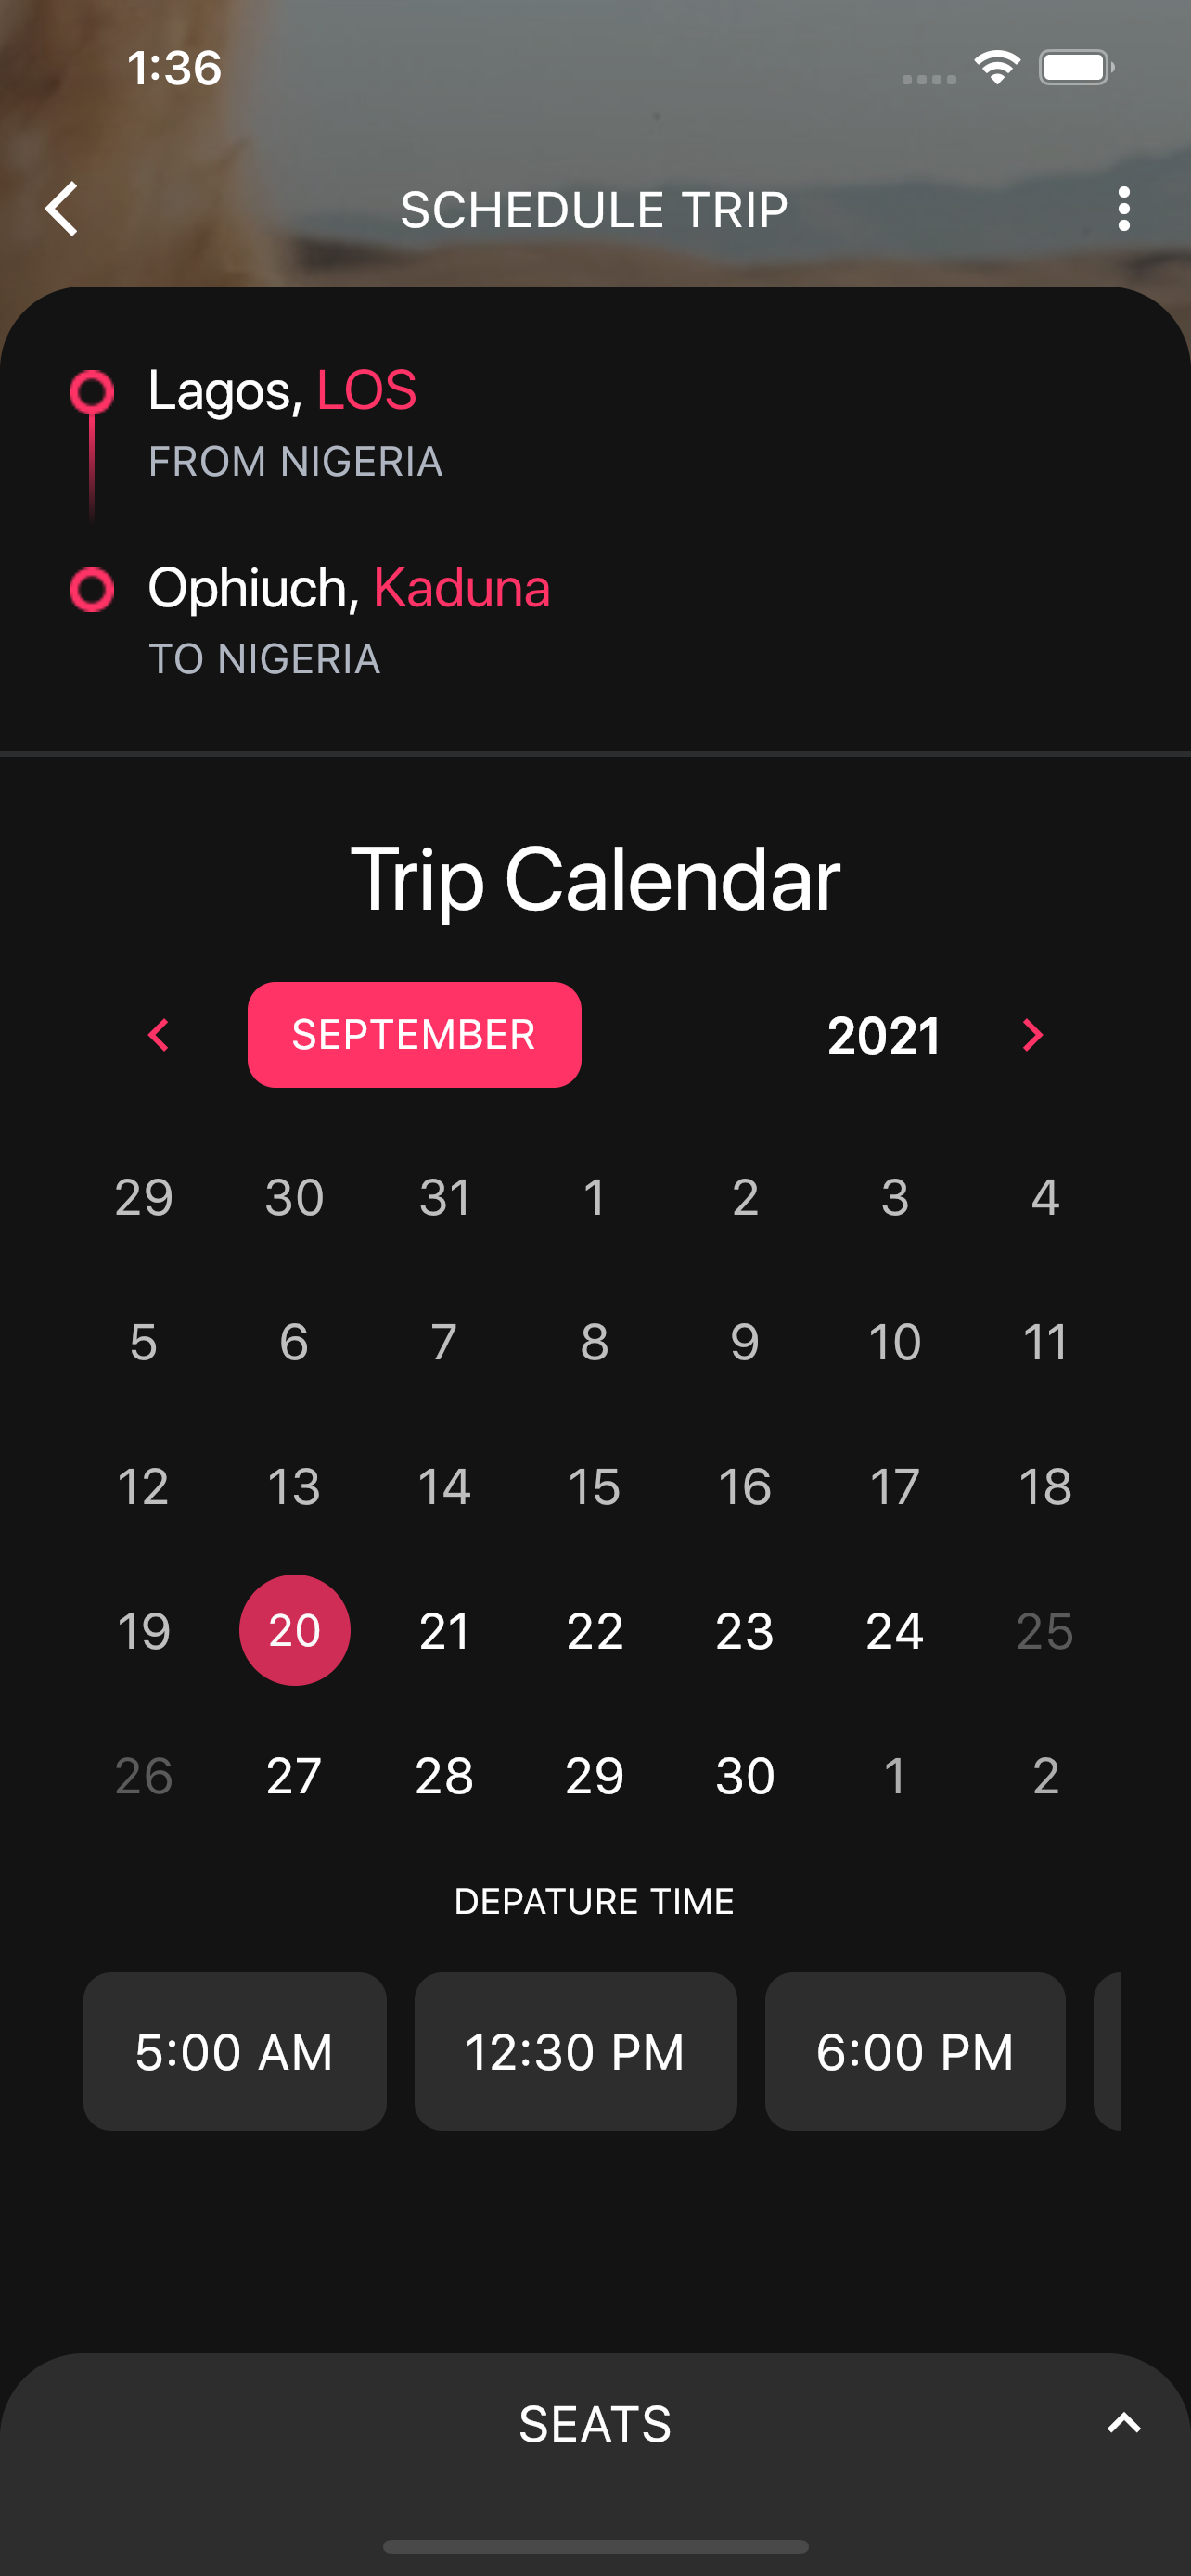 1:36
SCHEDULE TRIP
Lagos, LOS
FROM NIGERIA
Ophiuch, Kaduna
TO NIGERIA
Trip Calendar
SEPTEMBER 2021
29 30 31 1 2 3 4
5 6 7 8 9 10 11
12 13 14 15 16 17 18
19 20 21 22 23 24 25
26 27 28 29 30 1 2
DEPATURE TIME
5:00 AM 12:30 PM 6:00 PM
SEATS